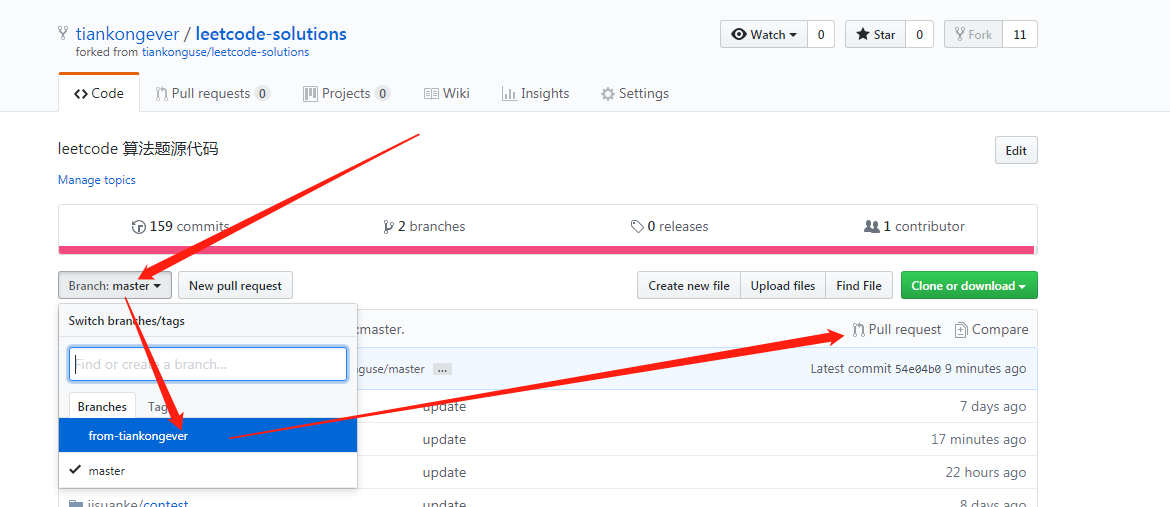 tiankongever / leetcode-solutions
Watch 0 Star 0 Fork 11
forked from tiankonguse/leetcode-solutions
Code Pull requests 0 Projects 0 Wiki Insights Settings
leetcode 算法题源代码
Edit
Manage topics
159 commits 2 branches 0 releases 1 contributor
Branch: master New pull request Create new file Upload files Find File Clone or download
Switch branches/tags
:master. Pull request Compare
Find or create a branch...
guse/master ... Latest commit 54e04b0 9 minutes ago
Branches Tag
update 7 days ago
from-tiankongever
update 17 minutes ago
master
update 22 hours ago
jisuanke/contest update 8 days ago